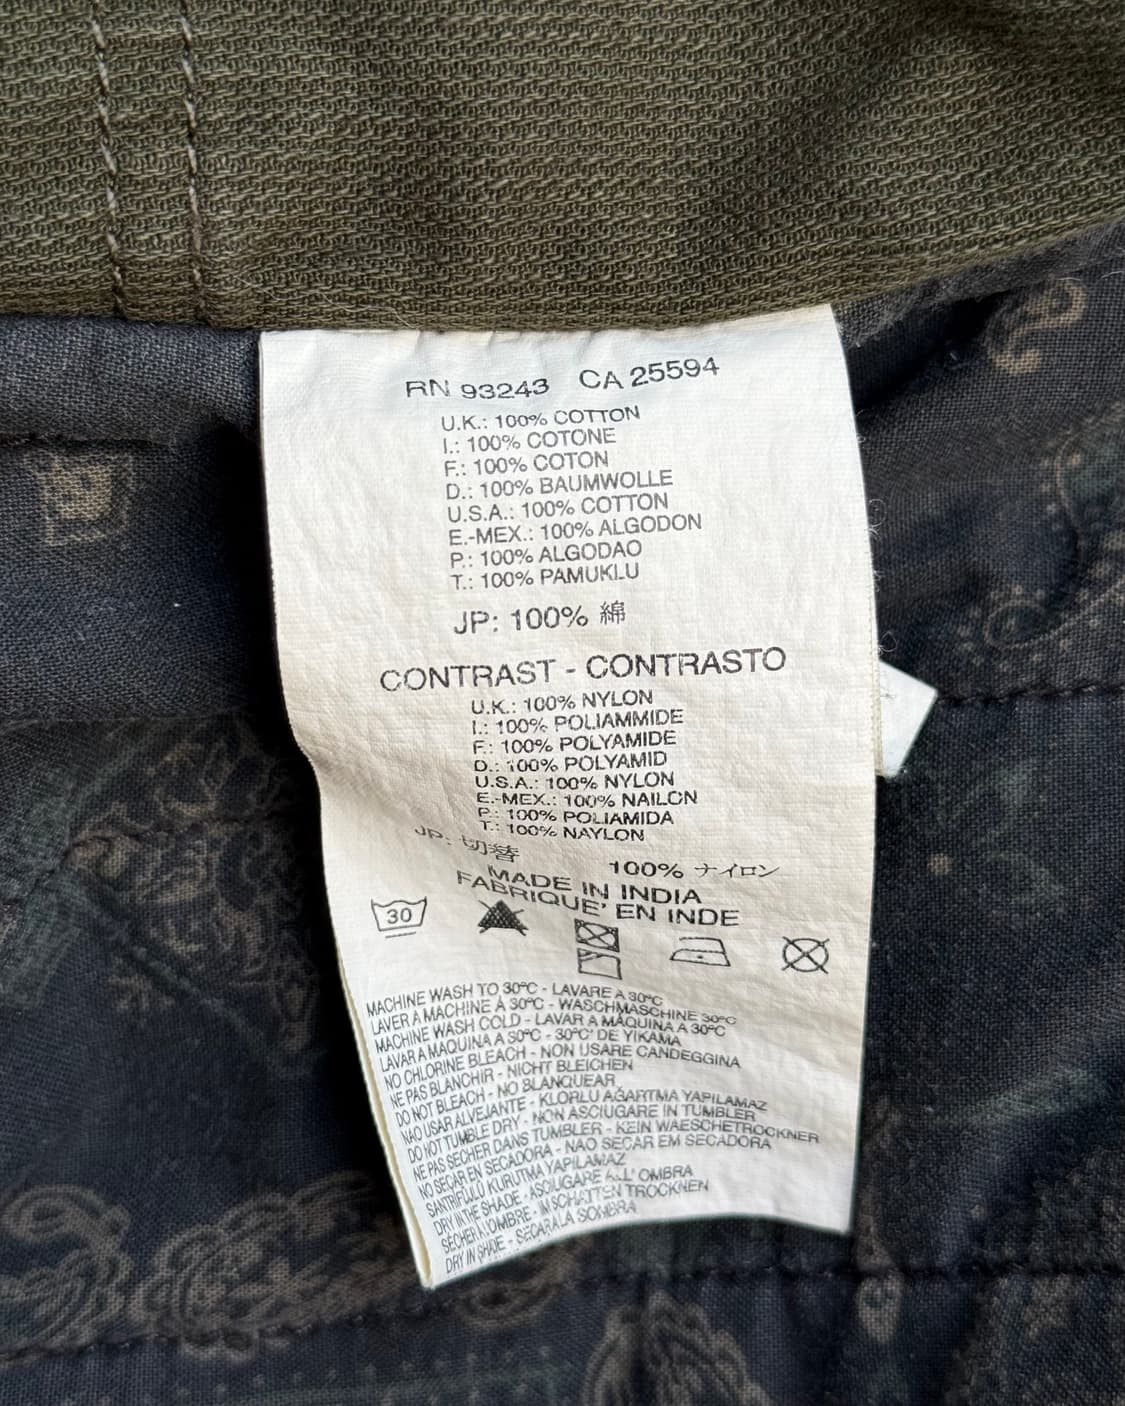 RN 93243 CA 25594
U.K.: 100% COTTON
I.: 100% COTONE
F.: 100% COTON
D.: 100% BAUMWOLLE
U.S.A.: 100% COTTON
E.-MEX.: 100% ALGODON
P.: 100% ALGODAO
T.: 100% PAMUKLU
JP: 100% 綿
CONTRAST - CONTRASTO
U.K.: 100% NYLON
I.: 100% POLIAMMIDE
F.: 100% POLYAMIDE
D.: 100% POLYAMID
U.S.A.: 100% NYLON
E.-MEX.: 100% NAILON
P.: 100% POLIAMIDA
T.: 100% NAYLON
JP: 切替 100% ナイロン
MADE IN INDIA
FABRIQUE' EN INDE
30
MACHINE WASH TO 30°C - LAVARE A 30°C
LAVER A MACHINE À 30°C - WASCHMASCHINE 30°C
MACHINE WASH COLD - LAVAR A MÁQUINA A 30°C
LAVAR A MAQUINA A 30°C - 30°C' DE YIKAMA
NO CHLORINE BLEACH - NON USARE CANDEGGINA
NE PAS BLANCHIR - NICHT BLEICHEN
DO NOT BLEACH - NO BLANQUEAR
NAO USAR ALVEJANTE - KLORLU AĞARTMA YAPILAMAZ
DO NOT TUMBLE DRY - NON ASCIUGARE IN TUMBLER
NE PAS SECHER DANS TUMBLER - KEIN WAESCHETROCKNER
NO SEGAR EN SECADORA - NAO SECAR EM SECADORA
SANTRIFÜLÜ KURUTMA YAPILAMAZ
DRY IN THE SHADE - ASCIUGARE ALL' OMBRA
SÉCHER L'OMBRE - IM SCHATTEN TROCKNEN
DRY IN SHADE - SECAR A LA SOMBRA